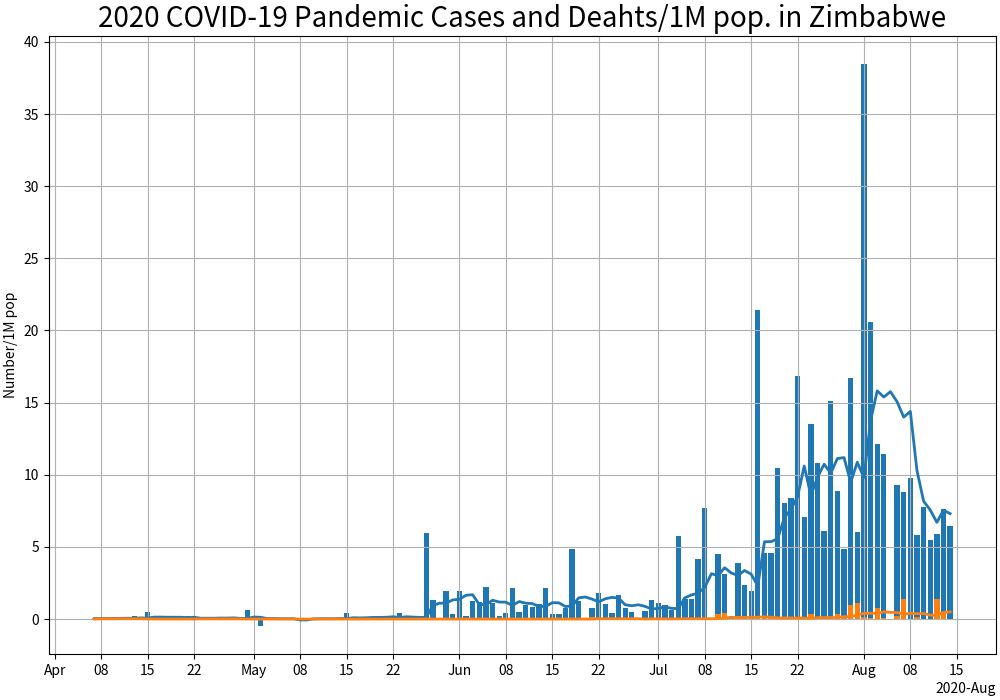 2020 COVID-19 Pandemic Cases and Deahts/1M pop. in Zimbabwe
Number/1M pop
40
35
30
25
20
15
10
5
0
Apr 08 15 22 May 08 15 22 Jun 08 15 22 Jul 08 15 22 Aug 08 15
2020-Aug